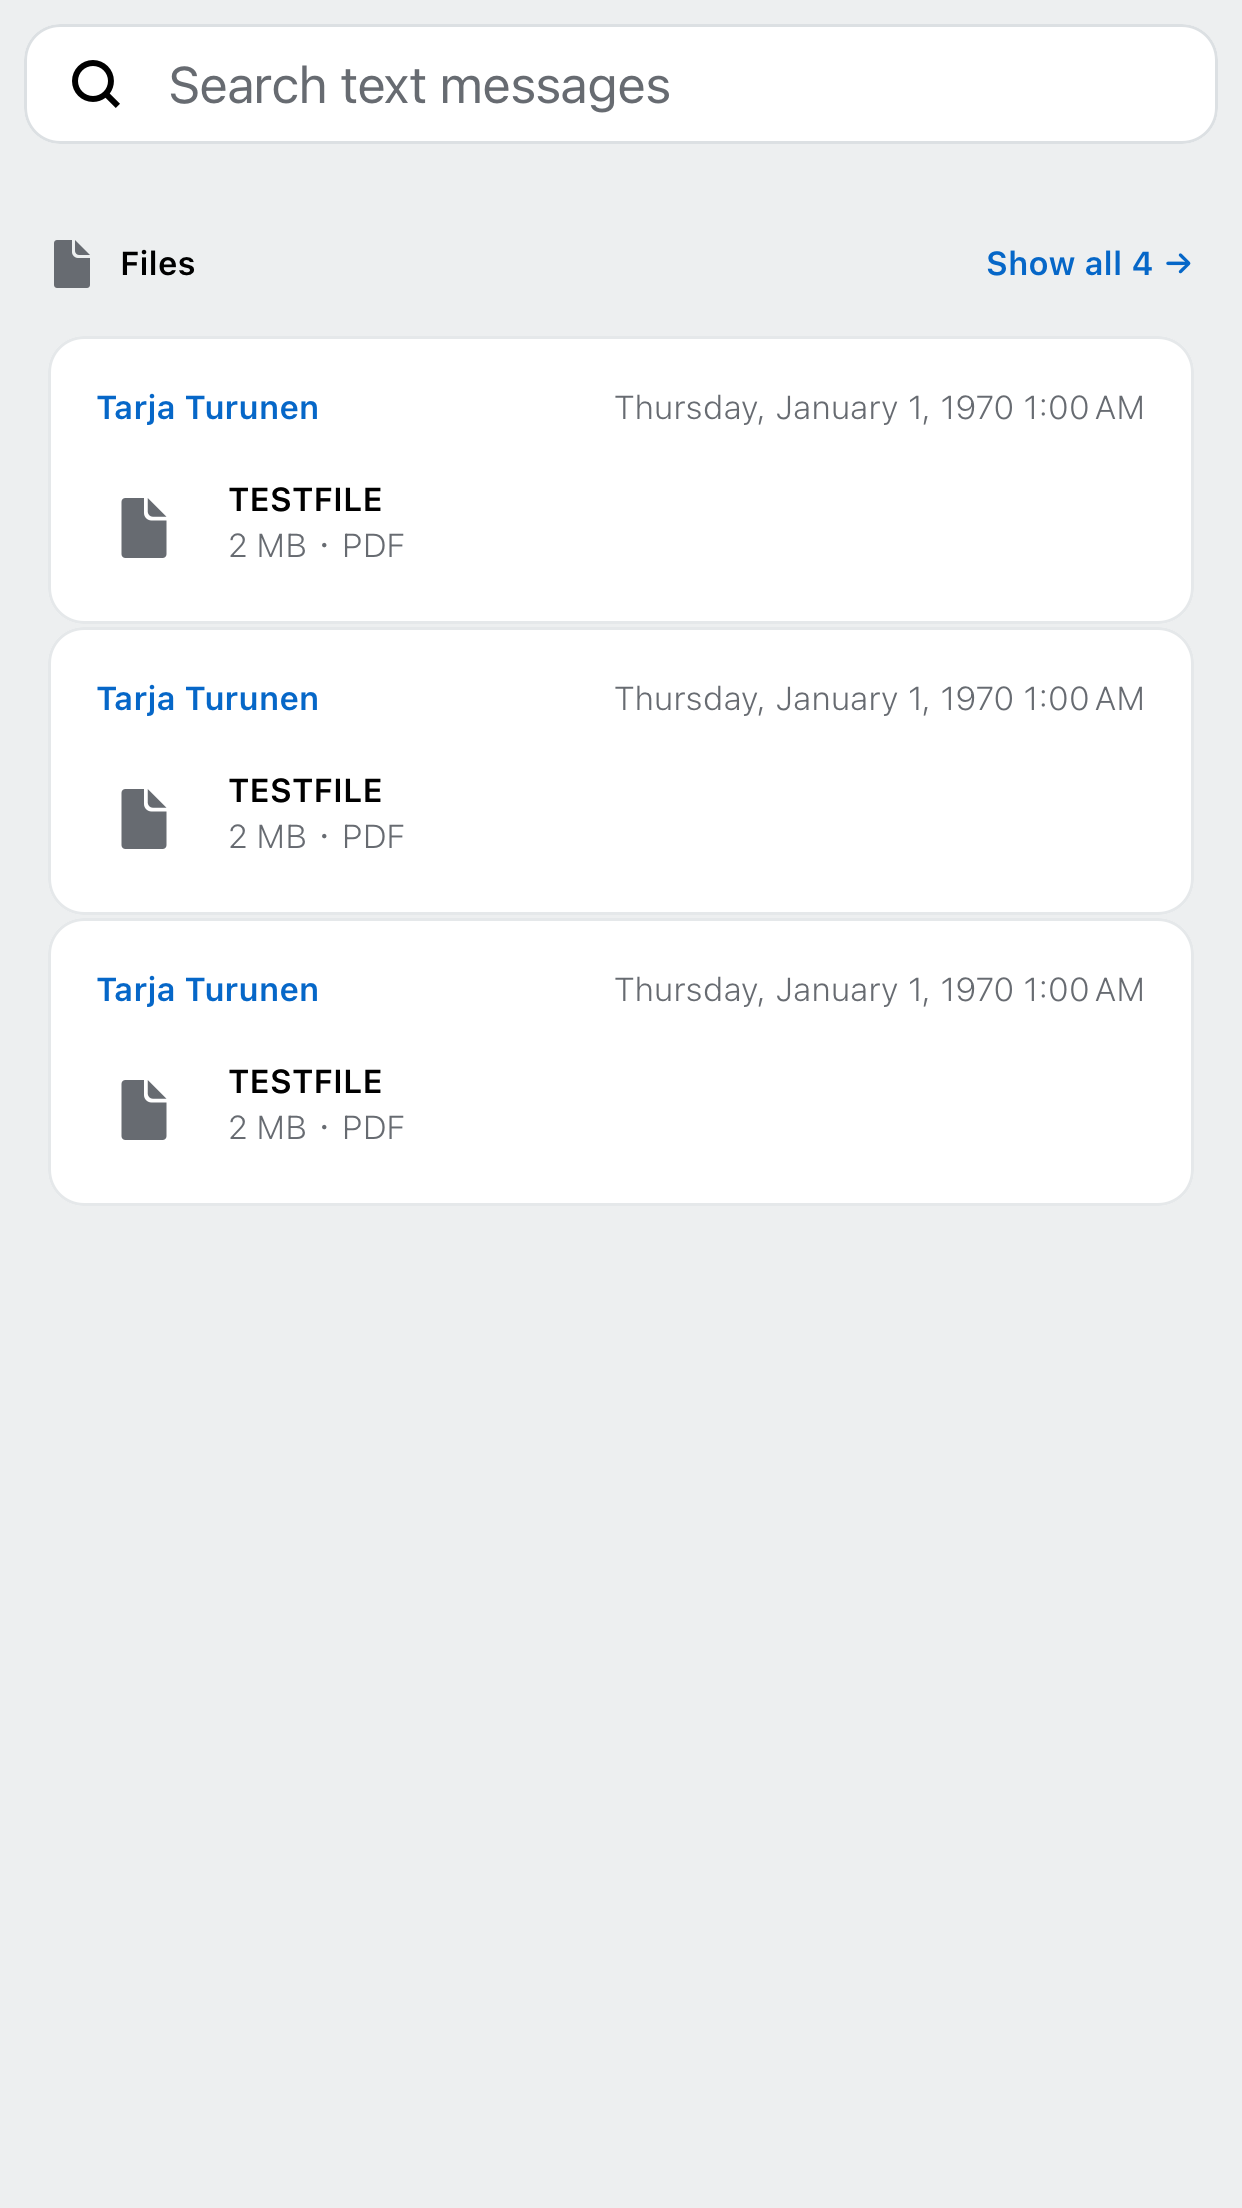 Search text messages
Files
Show all 4 →
Tarja Turunen
Thursday, January 1, 1970 1:00 AM
TESTFILE
2 MB · PDF
Tarja Turunen
Thursday, January 1, 1970 1:00 AM
TESTFILE
2 MB · PDF
Tarja Turunen
Thursday, January 1, 1970 1:00 AM
TESTFILE
2 MB · PDF